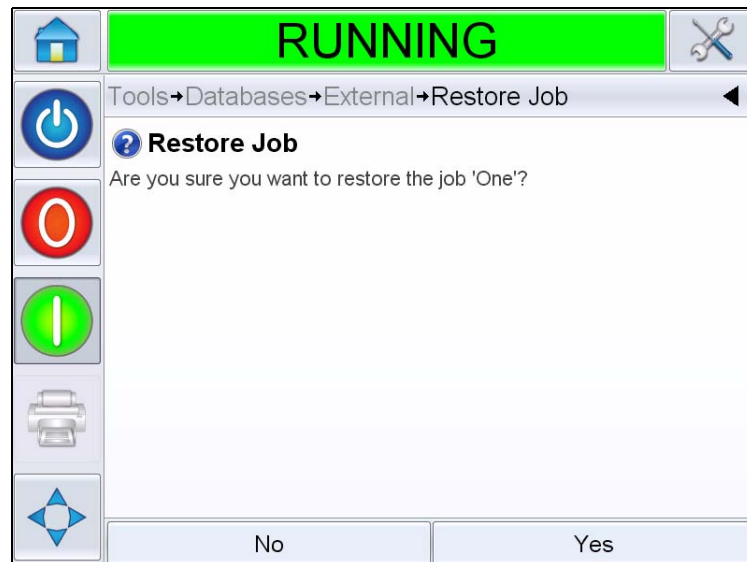 RUNNING
Tools→Databases→External→Restore Job
Restore Job
Are you sure you want to restore the job 'One'?
No
Yes